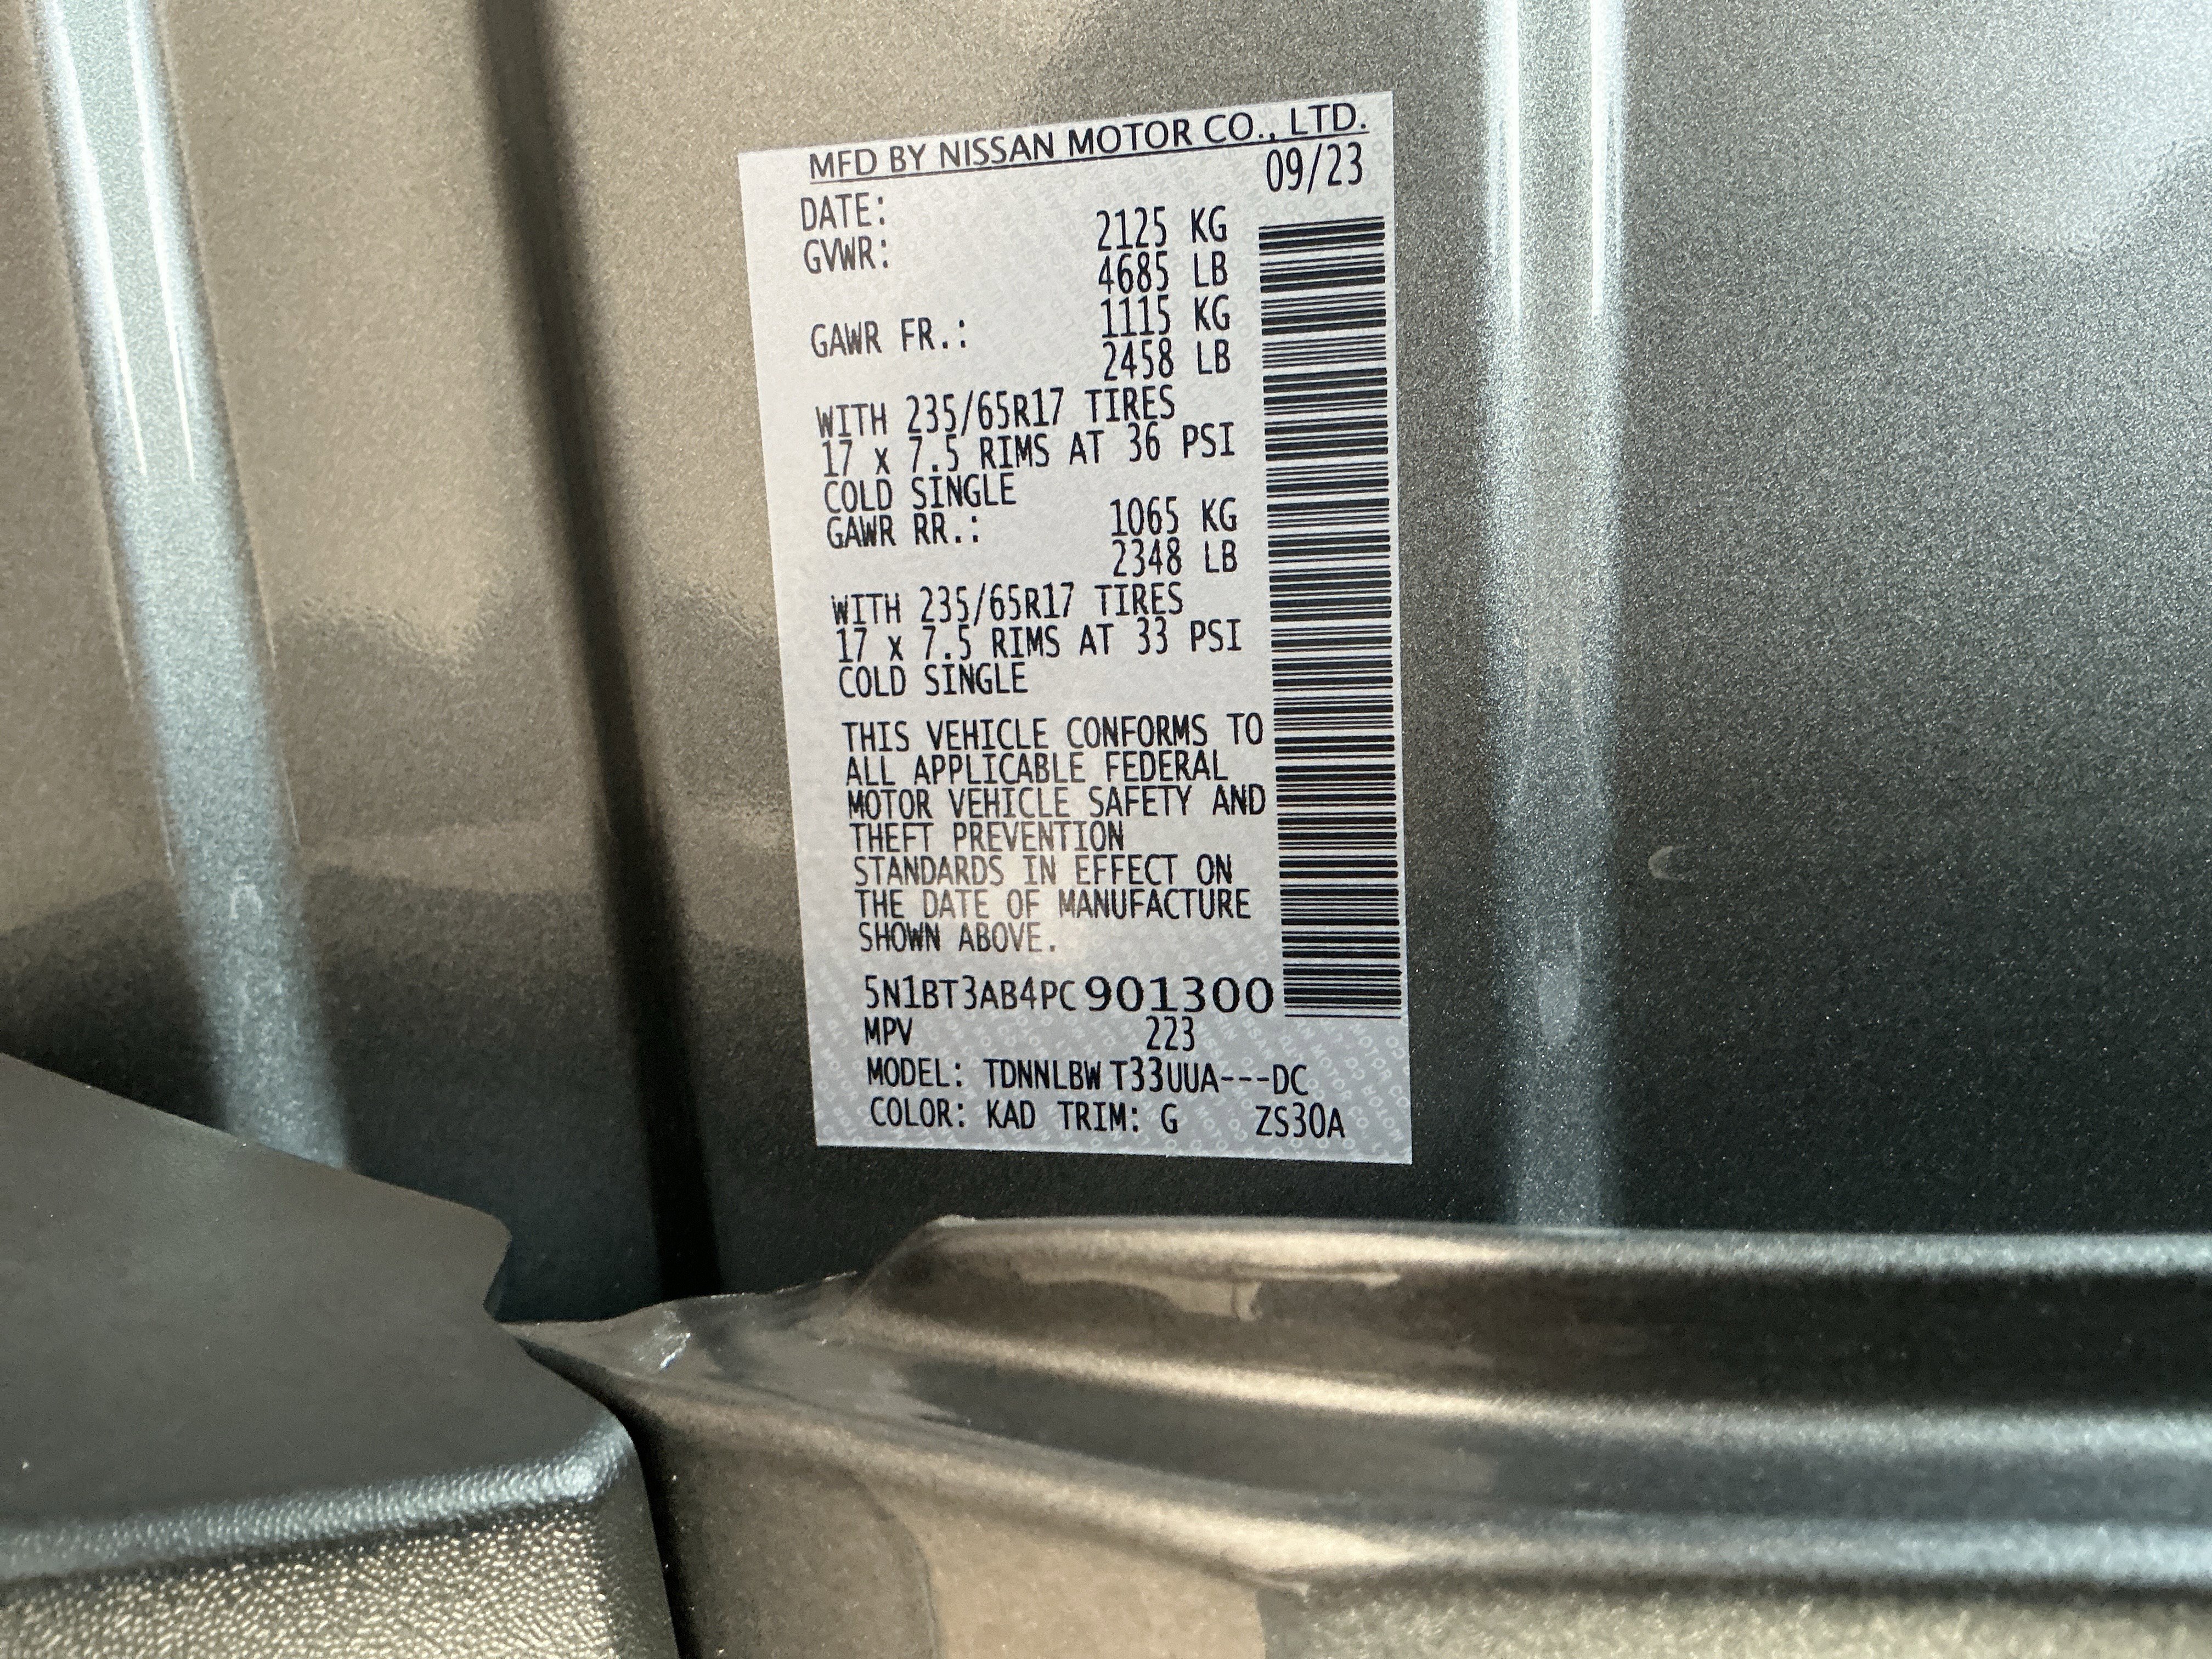 MFD BY NISSAN MOTOR CO., LTD.
DATE: 09/23
GVWR: 2125 KG
4685 LB
GAWR FR.: 1115 KG
2458 LB
WITH 235/65R17 TIRES
17 x 7.5 RIMS AT 36 PSI
COLD SINGLE
GAWR RR.: 1065 KG
2348 LB
WITH 235/65R17 TIRES
17 x 7.5 RIMS AT 33 PSI
COLD SINGLE
THIS VEHICLE CONFORMS TO
ALL APPLICABLE FEDERAL
MOTOR VEHICLE SAFETY AND
THEFT PREVENTION
STANDARDS IN EFFECT ON
THE DATE OF MANUFACTURE
SHOWN ABOVE.
5N1BT3AB4PC901300
MPV 223
MODEL: TDNNLBW T33UUA---DC
COLOR: KAD TRIM: G ZS30A